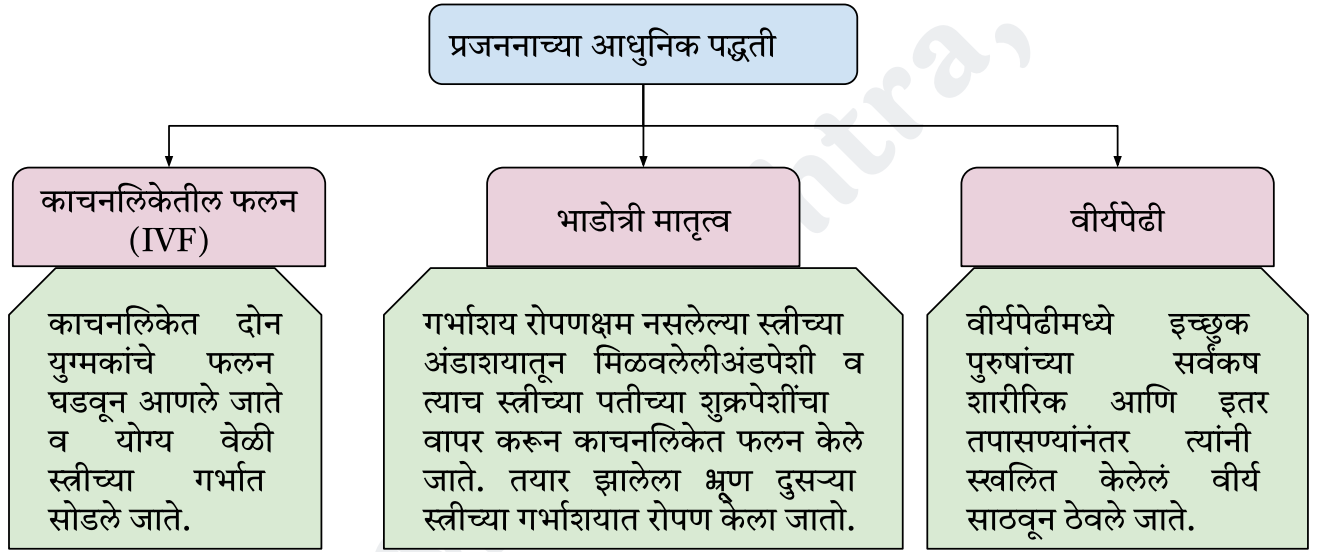 प्रजननाच्या आधुनिक पद्धती
काचनलिकेतील फलन
(IVF)
काचनलिकेत दोन
युग्मकांचे फलन
घडवून आणले जाते
व योग्य वेळी
स्त्रीच्या गर्भात
सोडले जाते.
भाडोत्री मातृत्व
गर्भाशय रोपणक्षम नसलेल्या स्त्रीच्या
अंडाशयातून मिळवलेलीअंडपेशी व
त्याच स्त्रीच्या पतीच्या शुक्रपेशींचा
वापर करून काचनलिकेत फलन केले
जाते. तयार झालेला भ्रूण दुसऱ्या
स्त्रीच्या गर्भाशयात रोपण केला जातो.
वीर्यपेढी
वीर्यपेढीमध्ये इच्छुक
पुरुषांच्या सर्वंकष
शारीरिक आणि इतर
तपासण्यांनंतर त्यांनी
स्खलित केलेलं वीर्य
साठवून ठेवले जाते.